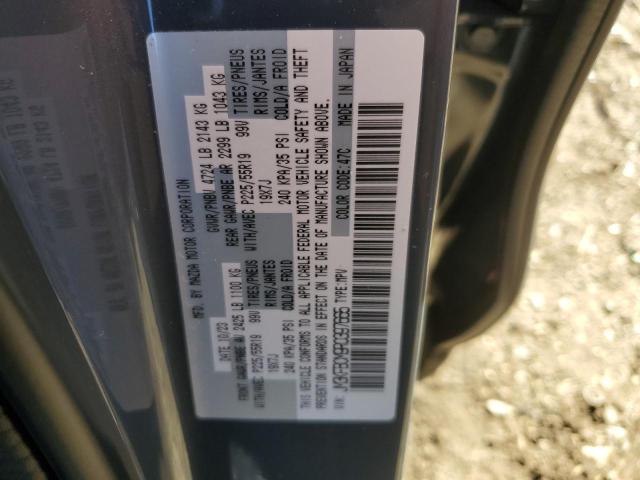 MFD. BY MAZDA MOTOR CORPORATION
DATE: 10/23 GVWR/PNBV 4724 LB 2143 KG
FRONT GAWR/PNBE AV 2425 LB 1100 KG REAR GAWR/PNBE AR 2299 LB 1043 KG
WITH/AVEC P225/55R19 99V TIRES/PNEUS WITH/AVEC P225/55R19 99V TIRES/PNEUS
19X7J RIMS/JANTES 19X7J RIMS/JANTES
240 KPA/35 PSI COLD/A FROID 240 KPA/35 PSI COLD/A FROID
THIS VEHICLE CONFORMS TO ALL APPLICABLE FEDERAL MOTOR VEHICLE SAFETY AND THEFT
PREVENTION STANDARDS IN EFFECT ON THE DATE OF MANUFACTURE SHOWN ABOVE.
VIN: TYPE:MPV COLOR CODE:47C MADE IN JAPAN